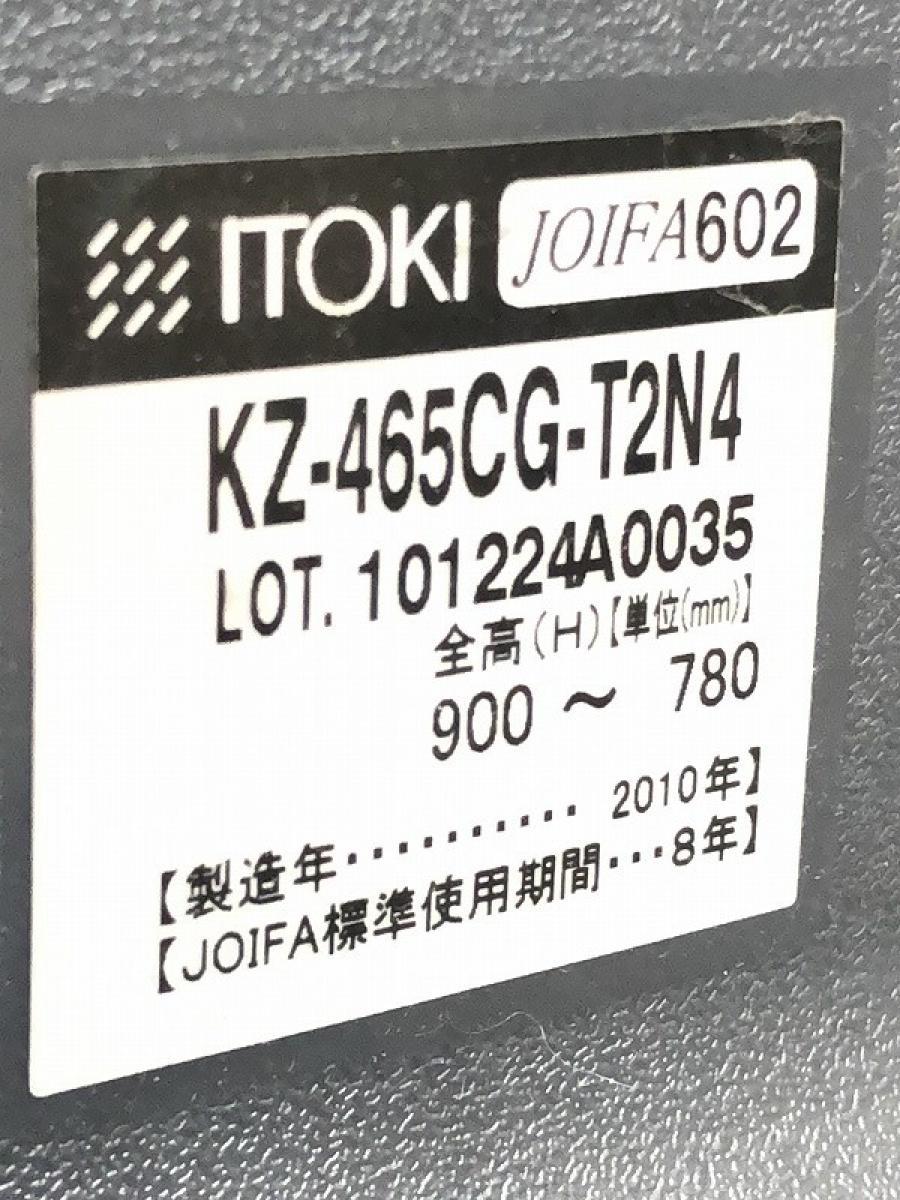 ITOKI JOIFA602
KZ-465CG-T2N4
LOT. 101224A0035
全高(H)【単位(mm)】
900 ～ 780
【製造年・・・・・・・・・・ 2010年】
【JOIFA標準使用期間・・・8年】